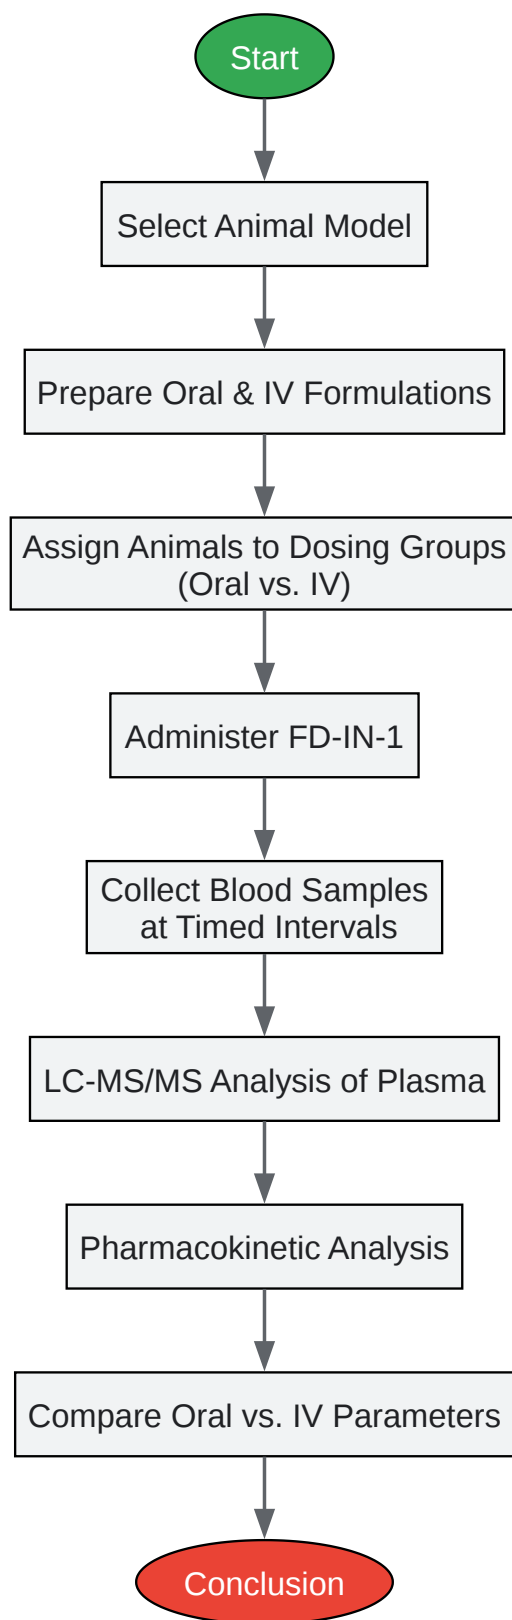 Start
Select Animal Model
Prepare Oral & IV Formulations
Assign Animals to Dosing Groups
(Oral vs. IV)
Administer FD-IN-1
Collect Blood Samples
at Timed Intervals
LC-MS/MS Analysis of Plasma
Pharmacokinetic Analysis
Compare Oral vs. IV Parameters
Conclusion